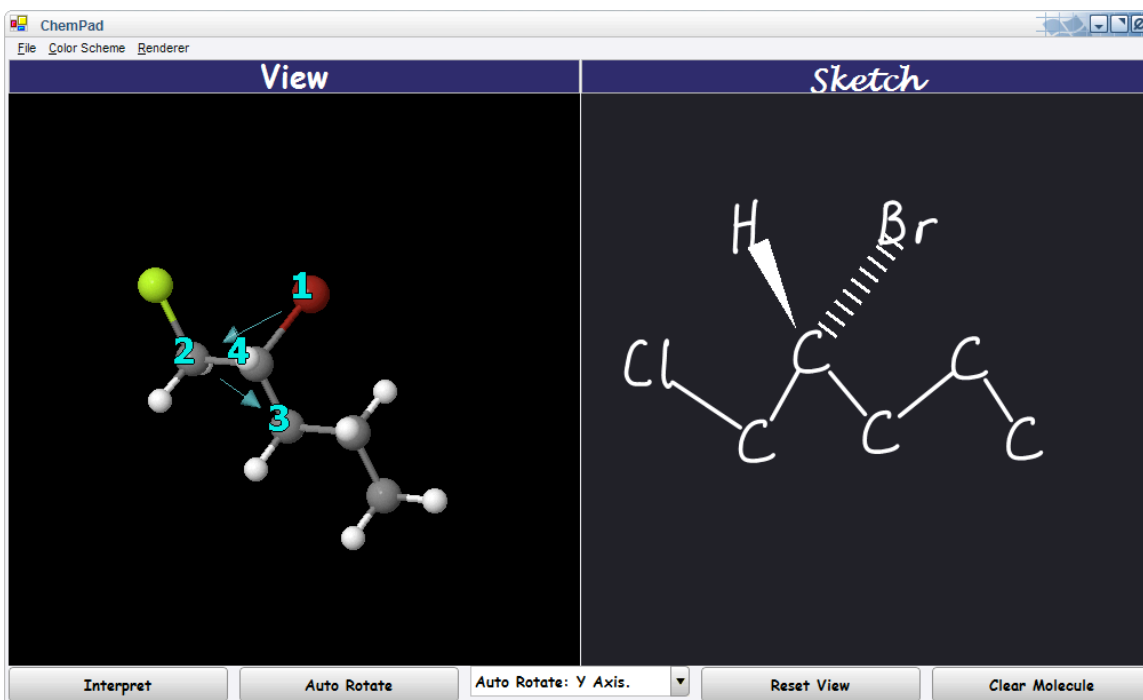 ChemPad
File Color Scheme Renderer
View
Sketch
1
2
4
3
H
Br
Cl
C
C
C
C
C
Interpret
Auto Rotate
Auto Rotate: Y Axis.
Reset View
Clear Molecule